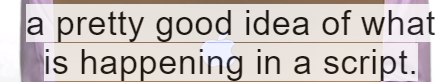 a pretty good idea of what
is happening in a script.